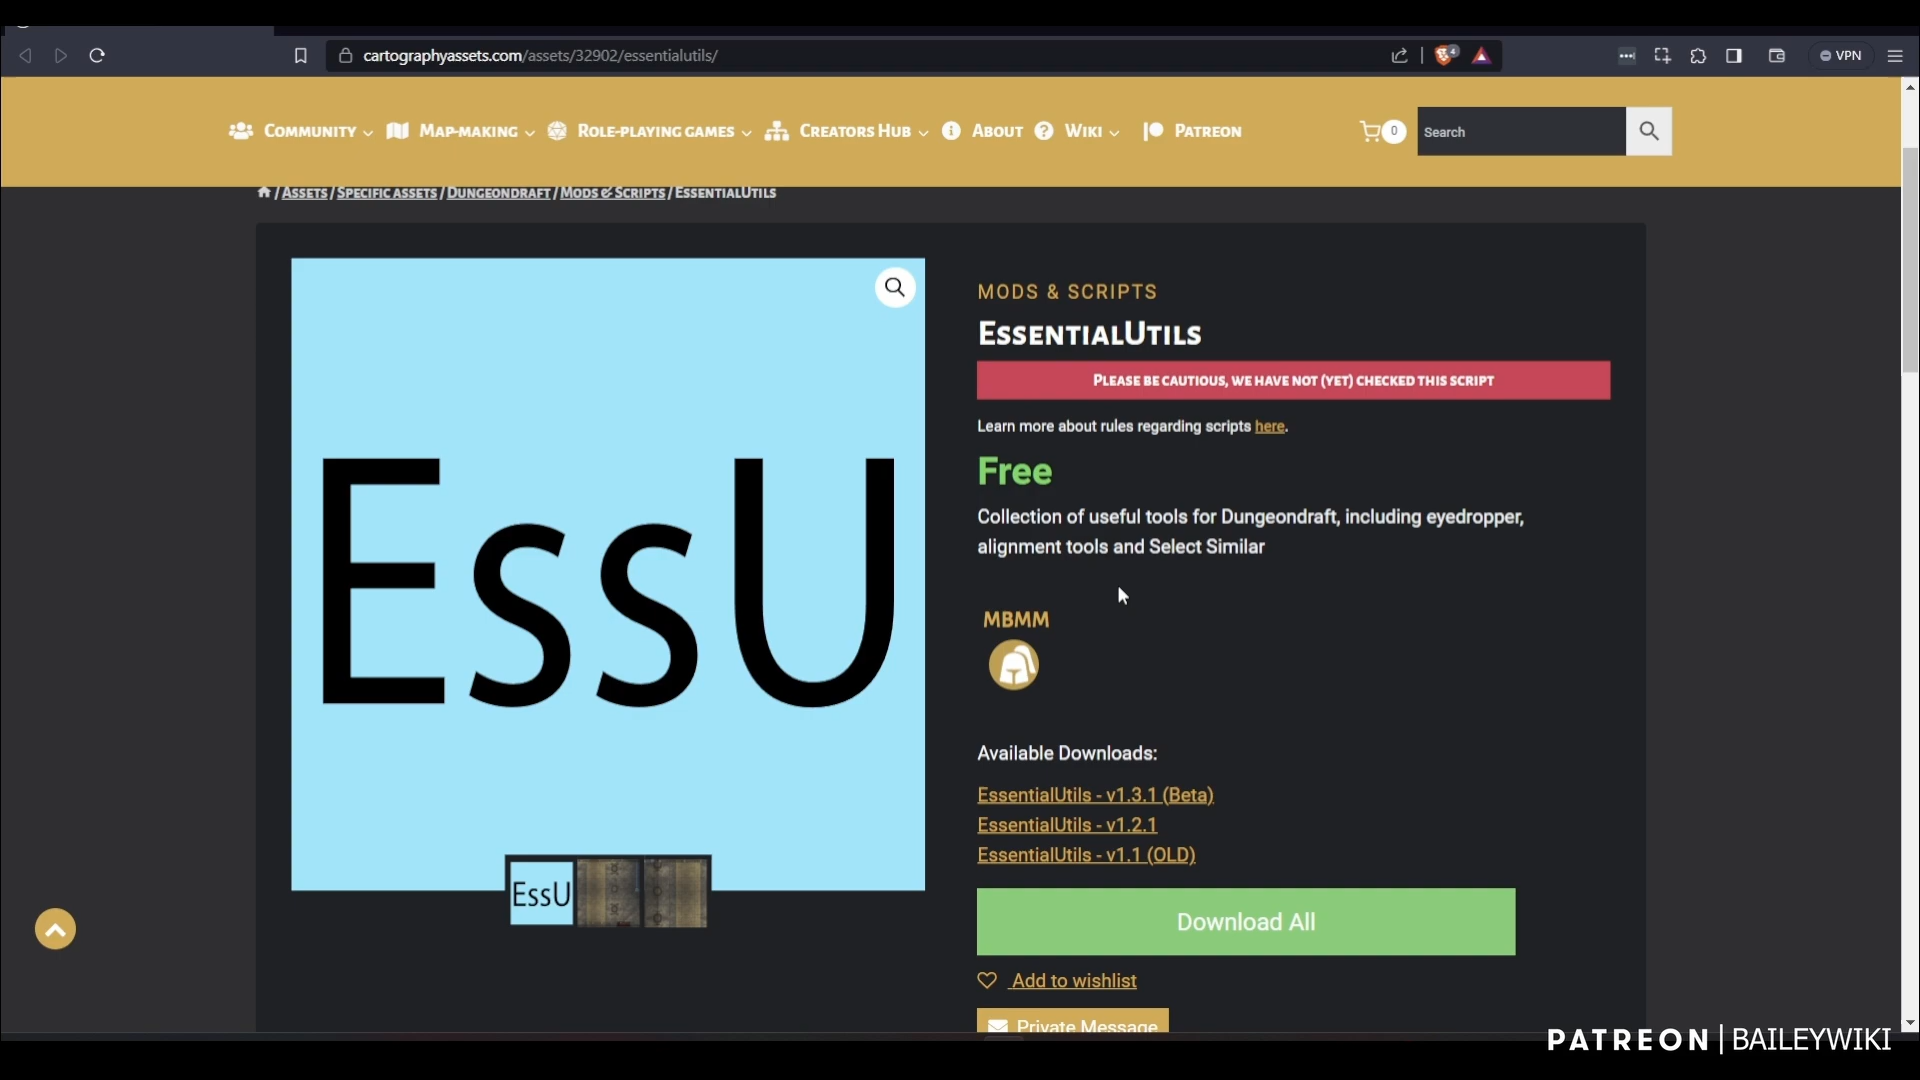 cartographyassets.com/assets/32902/essentialutils/
4
VPN
Community
Map-making
Role-playing games
Creators Hub
About
Wiki
Patreon
0
Search
/ Assets / Specific assets / Dungeondraft / Mods & Scripts / EssentialUtils
EssU
EssU
MODS & SCRIPTS
EssentialUtils
Please be cautious, we have not (yet) checked this script
Learn more about rules regarding scripts here.
Free
Collection of useful tools for Dungeondraft, including eyedropper,
alignment tools and Select Similar
MBMM
Available Downloads:
EssentialUtils - v1.3.1 (Beta)
EssentialUtils - v1.2.1
EssentialUtils - v1.1 (OLD)
Download All
Add to wishlist
Private Message
PATREON | BAILEYWIKI